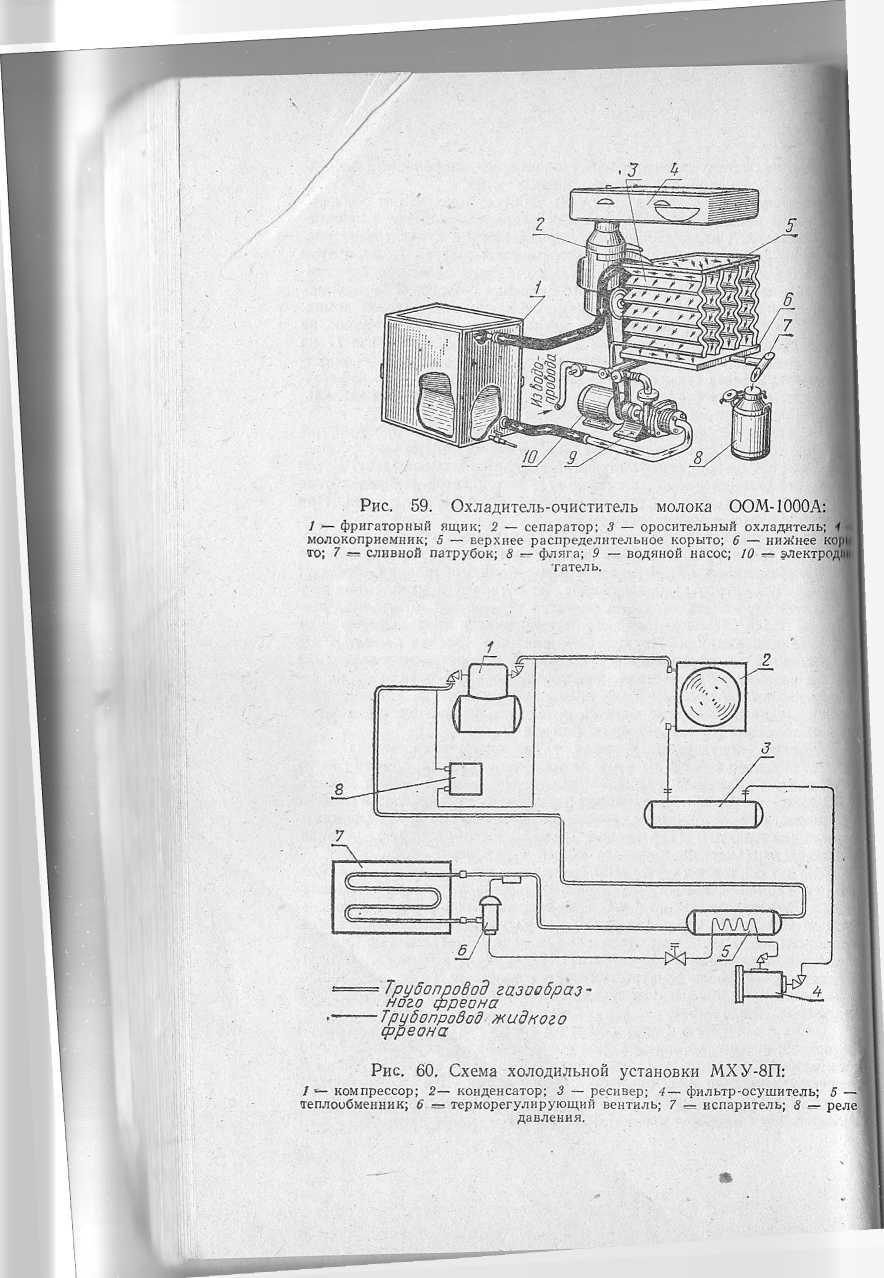 3 4
2
5
1
6
7
Из водо-
провода
10 9 8
Рис. 59. Охладитель-очиститель молока ООМ-1000А:
1 — фригаторный ящик; 2 — сепаратор; 3 — оросительный охладитель; 4 —
молокоприемник; 5 — верхнее распределительное корыто; 6 — нижнее коры
то; 7 — сливной патрубок; 8 — фляга; 9 — водяной насос; 10 — электродви
гатель.
1
2
3
8
7
6 5
4
Трубопровод газообраз-
ного фреона
Трубопровод жидкого
фреона
Рис. 60. Схема холодильной установки МХУ-8П:
1 — компрессор; 2— конденсатор; 3 — ресивер; 4— фильтр-осушитель; 5 —
теплообменник; 6 — терморегулирующий вентиль; 7 — испаритель; 8 — реле
давления.